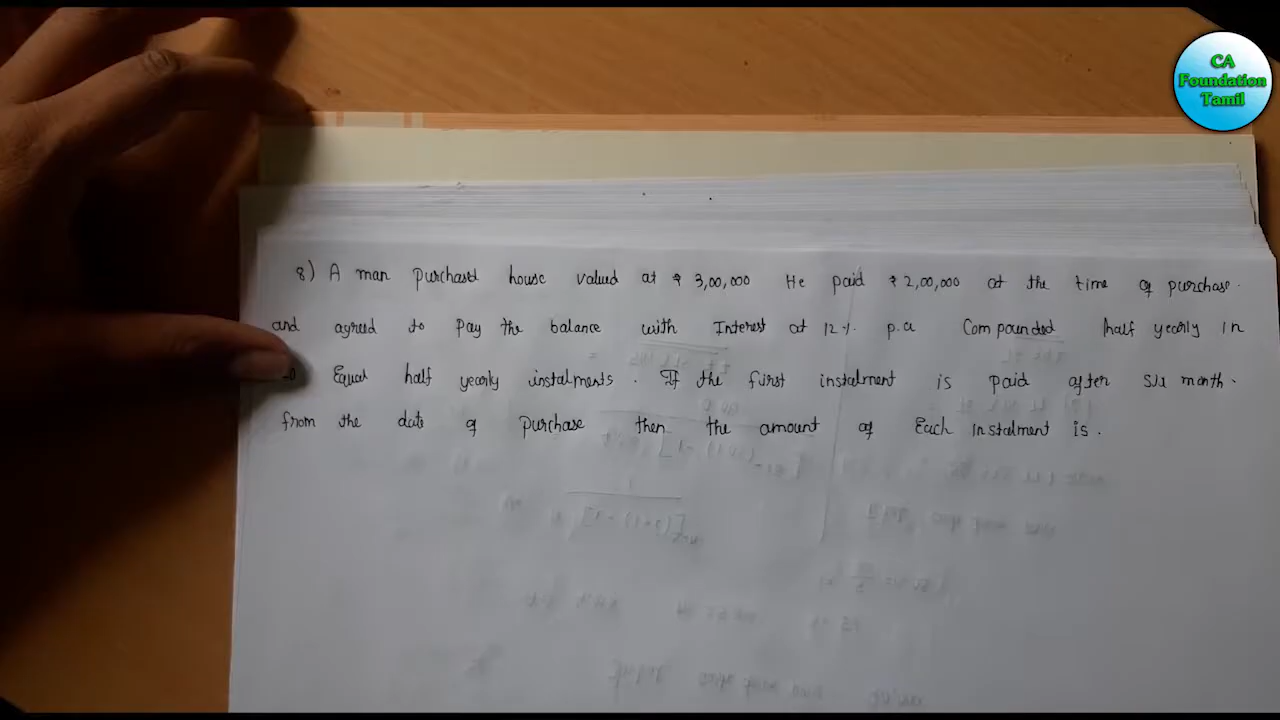 CA
Foundation
Tamil
8) A man purchased house valued at ₹ 3,00,000 He paid ₹ 2,00,000 at the time of purchase.
and agreed to pay the balance with Interest at 12% p.a Compounded half yearly in
Equal half yearly instalments. If the first instalment is paid after six month.
from the date of purchase then the amount of Each instalment is.